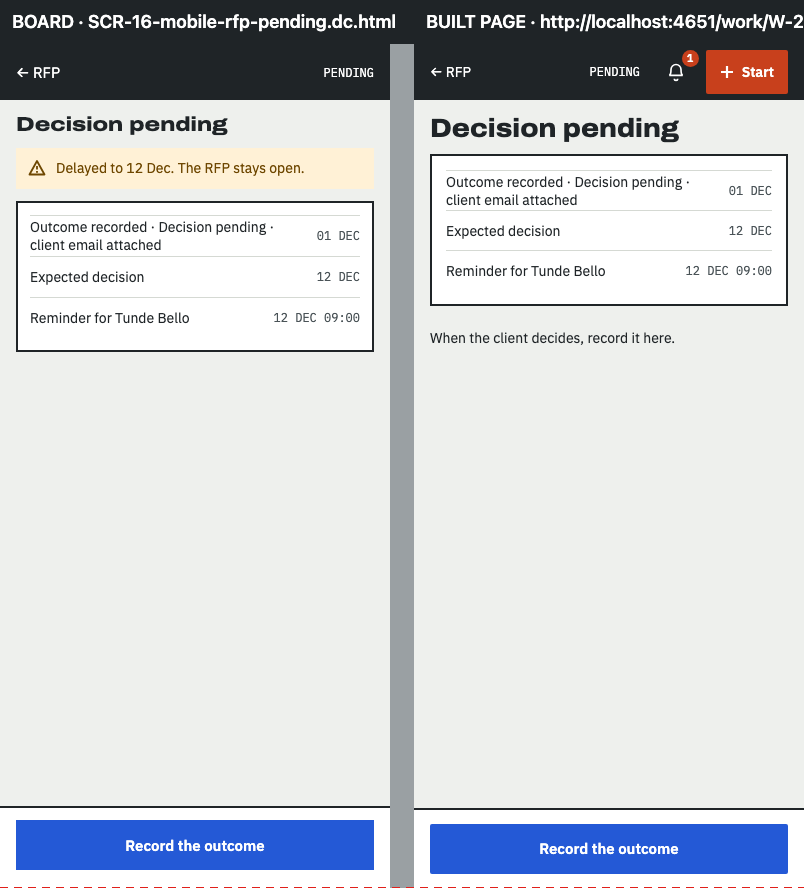 BOARD · SCR-16-mobile-rfp-pending.dc.html
← RFP
PENDING
Decision pending
Delayed to 12 Dec. The RFP stays open.
Outcome recorded · Decision pending ·
client email attached
01 DEC
Expected decision
12 DEC
Reminder for Tunde Bello
12 DEC 09:00
Record the outcome
BUILT PAGE · http://localhost:4651/work/W-2
← RFP
PENDING
1
+ Start
Decision pending
Outcome recorded · Decision pending ·
client email attached
01 DEC
Expected decision
12 DEC
Reminder for Tunde Bello
12 DEC 09:00
When the client decides, record it here.
Record the outcome